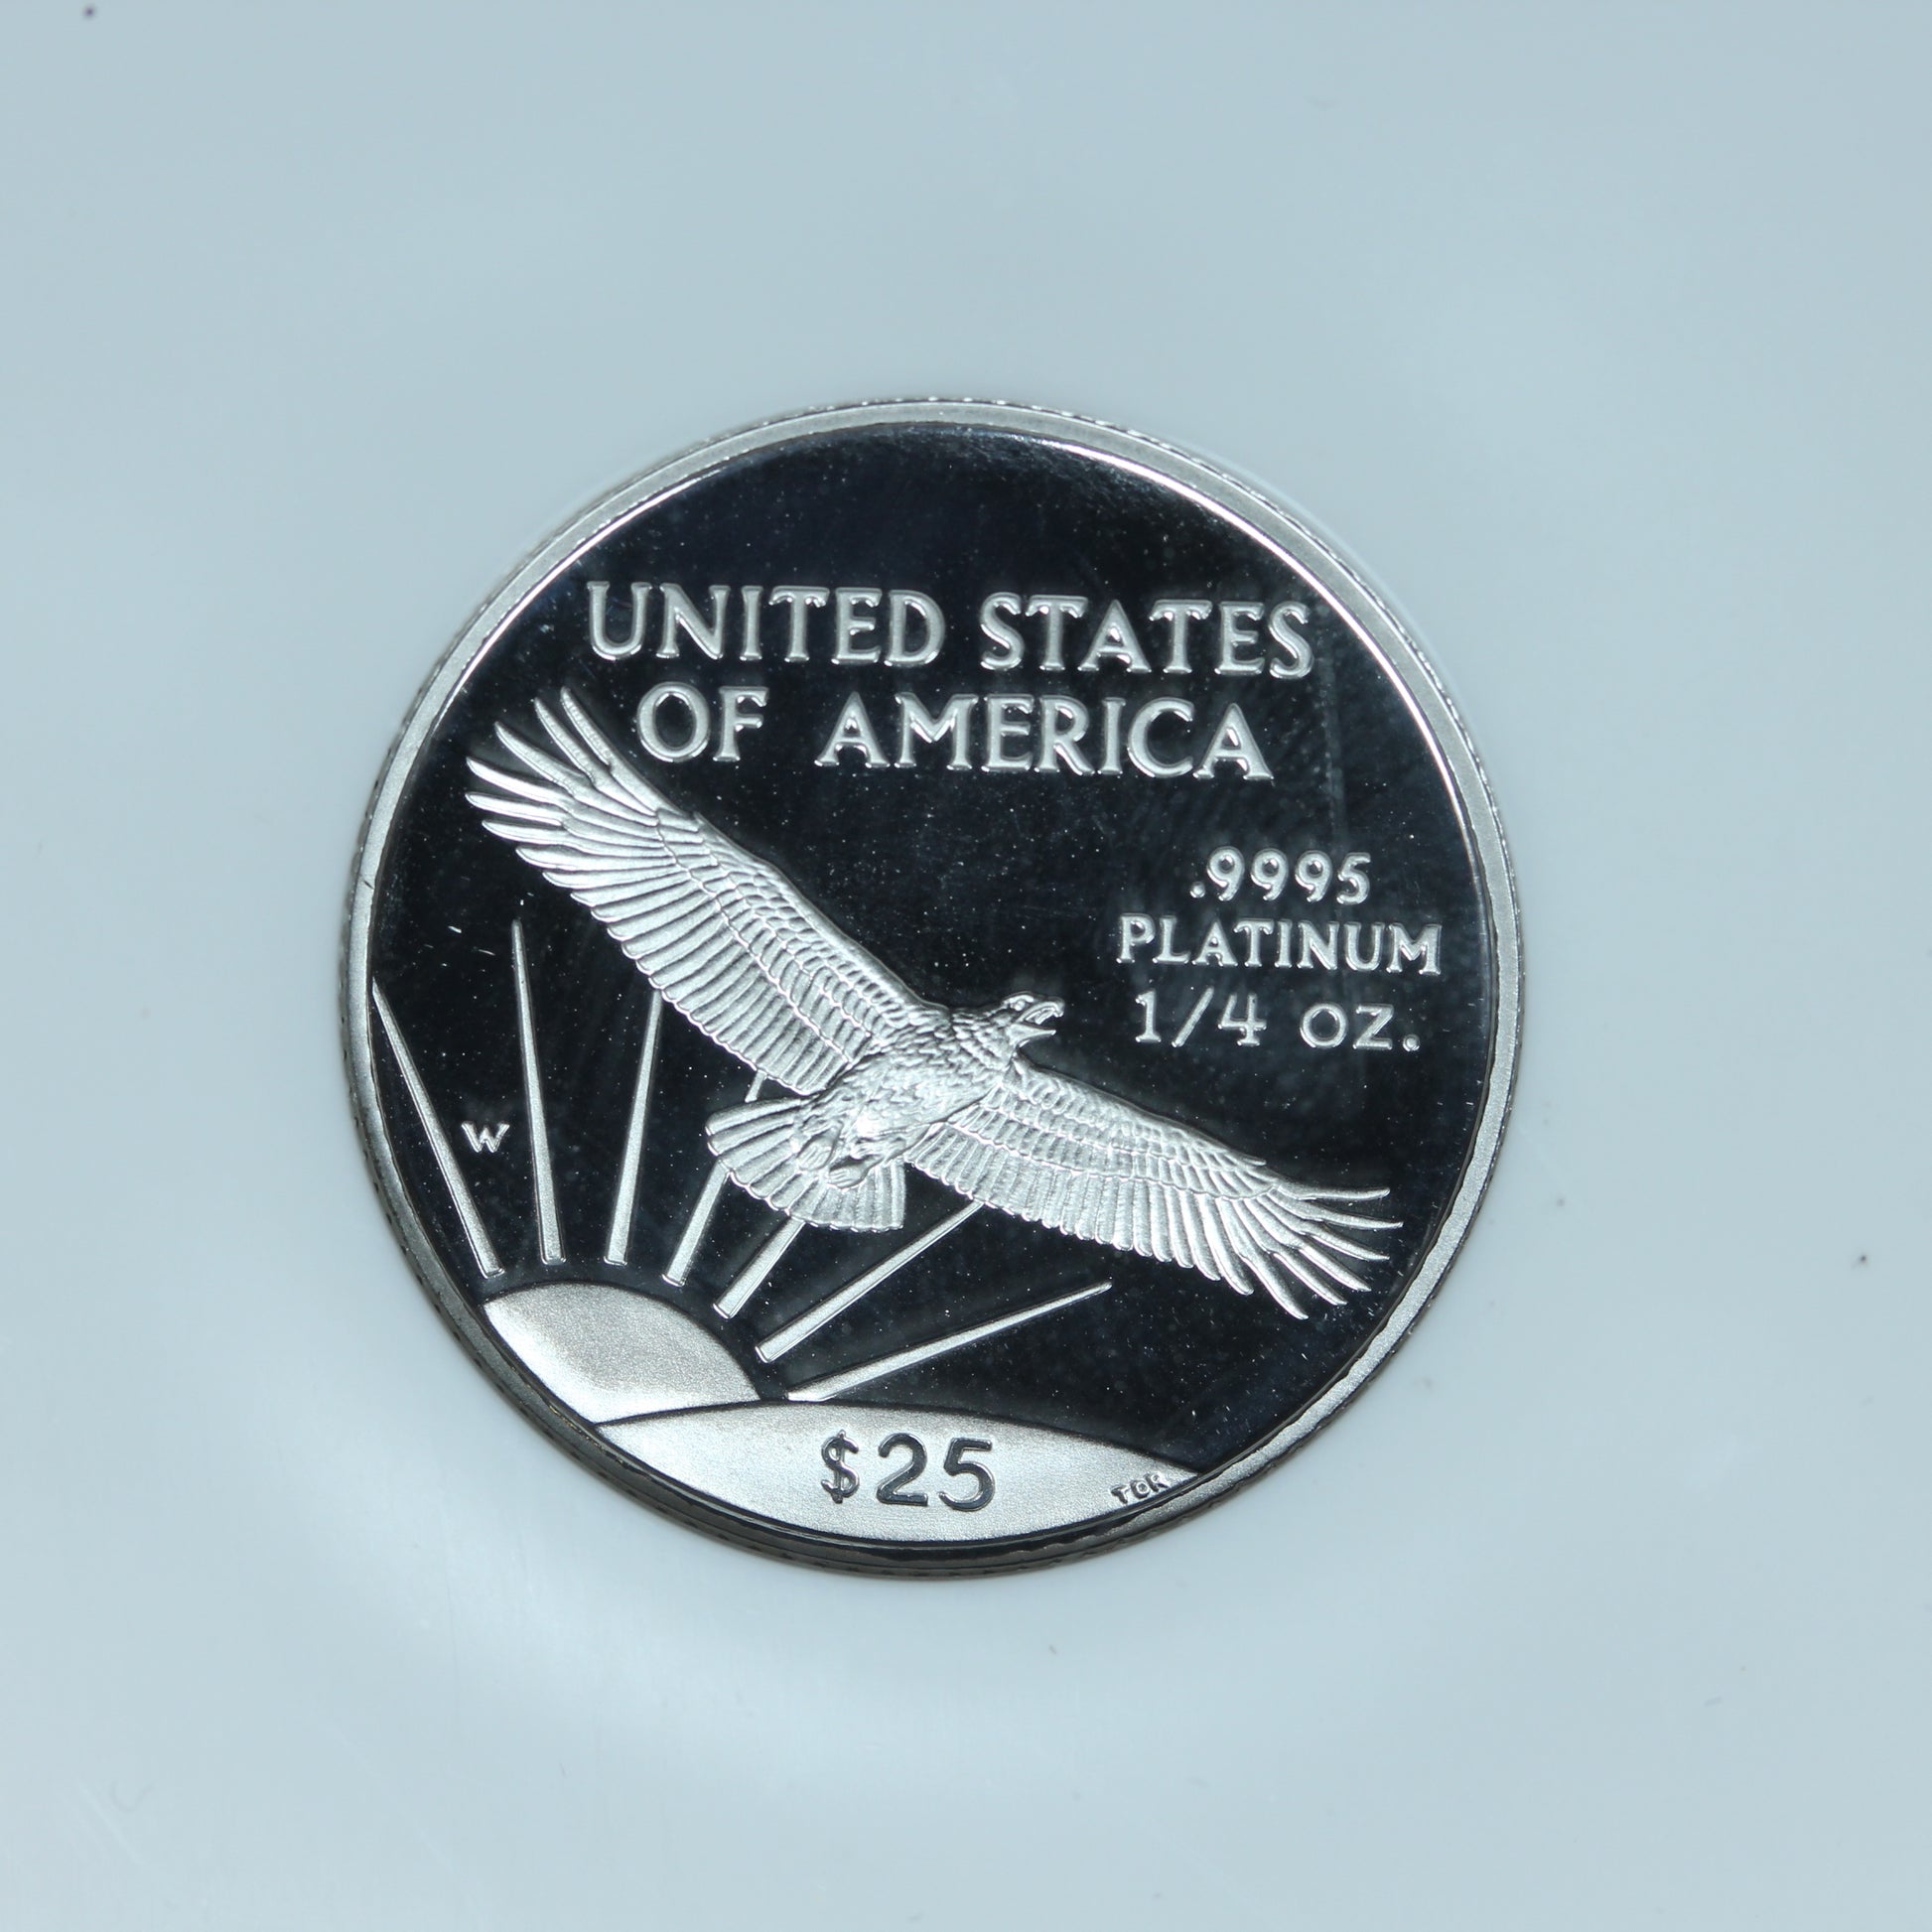 UNITED STATES
OF AMERICA
.9995
PLATINUM
1/4 OZ.
W
$25
TDR